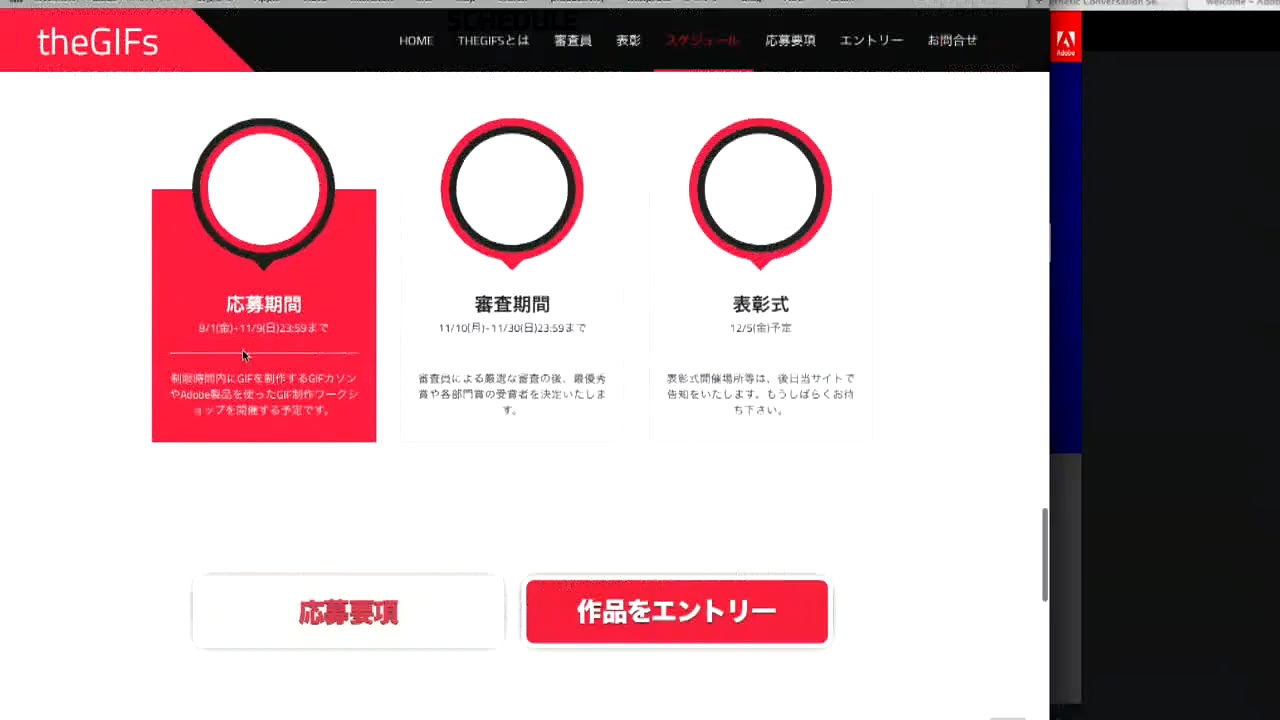 SCHEDULE
theGIFs
HOME THEGIFSとは 審査員 表彰 スケジュール 応募要項 エントリー お問合せ
Adobe
応募期間
8/1(金)-11/9(日)23:59まで
制限時間内にGIFを制作するGIFカソン
やAdobe製品を使ったGIF制作ワークシ
ョップを開催する予定です。
審査期間
11/10(月)-11/30(日)23:59まで
審査員による厳選な審査の後、最優秀
賞や各部門賞の受賞者を決定いたしま
す。
表彰式
12/5(金)予定
表彰式開催場所等は、後日当サイトで
告知をいたします。もうしばらくお待
ち下さい。
応募要項
作品をエントリー